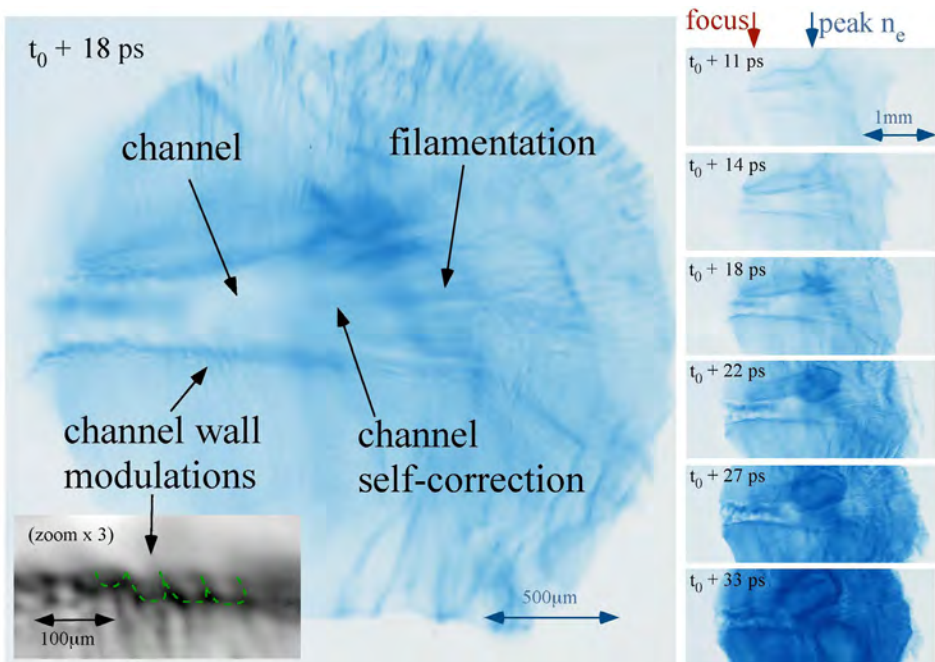 t₀ + 18 ps
channel
filamentation
channel wall
modulations
channel
self-correction
(zoom x 3)
100μm
500μm
focus
peak nₑ
t₀ + 11 ps
1mm
t₀ + 14 ps
t₀ + 18 ps
t₀ + 22 ps
t₀ + 27 ps
t₀ + 33 ps